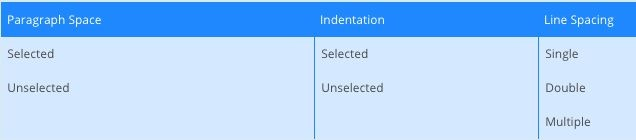 Paragraph Space Indentation Line Spacing
Selected Selected Single
Unselected Unselected Double
Multiple